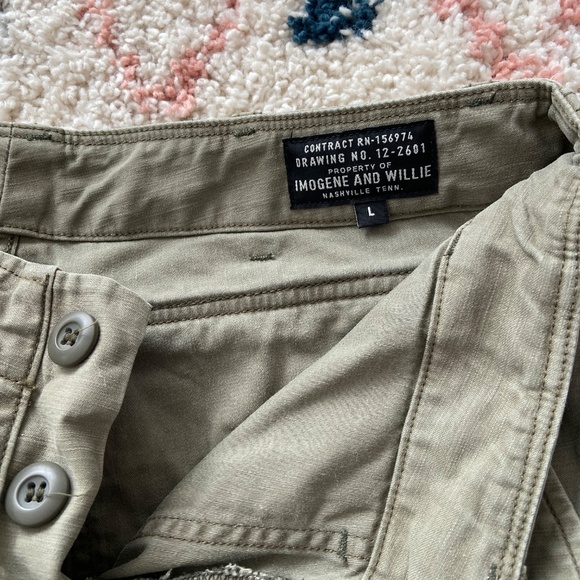 CONTRACT RN-156974
DRAWING NO. 12-2601
PROPERTY OF
IMOGENE AND WILLIE
NASHVILLE TENN.
L